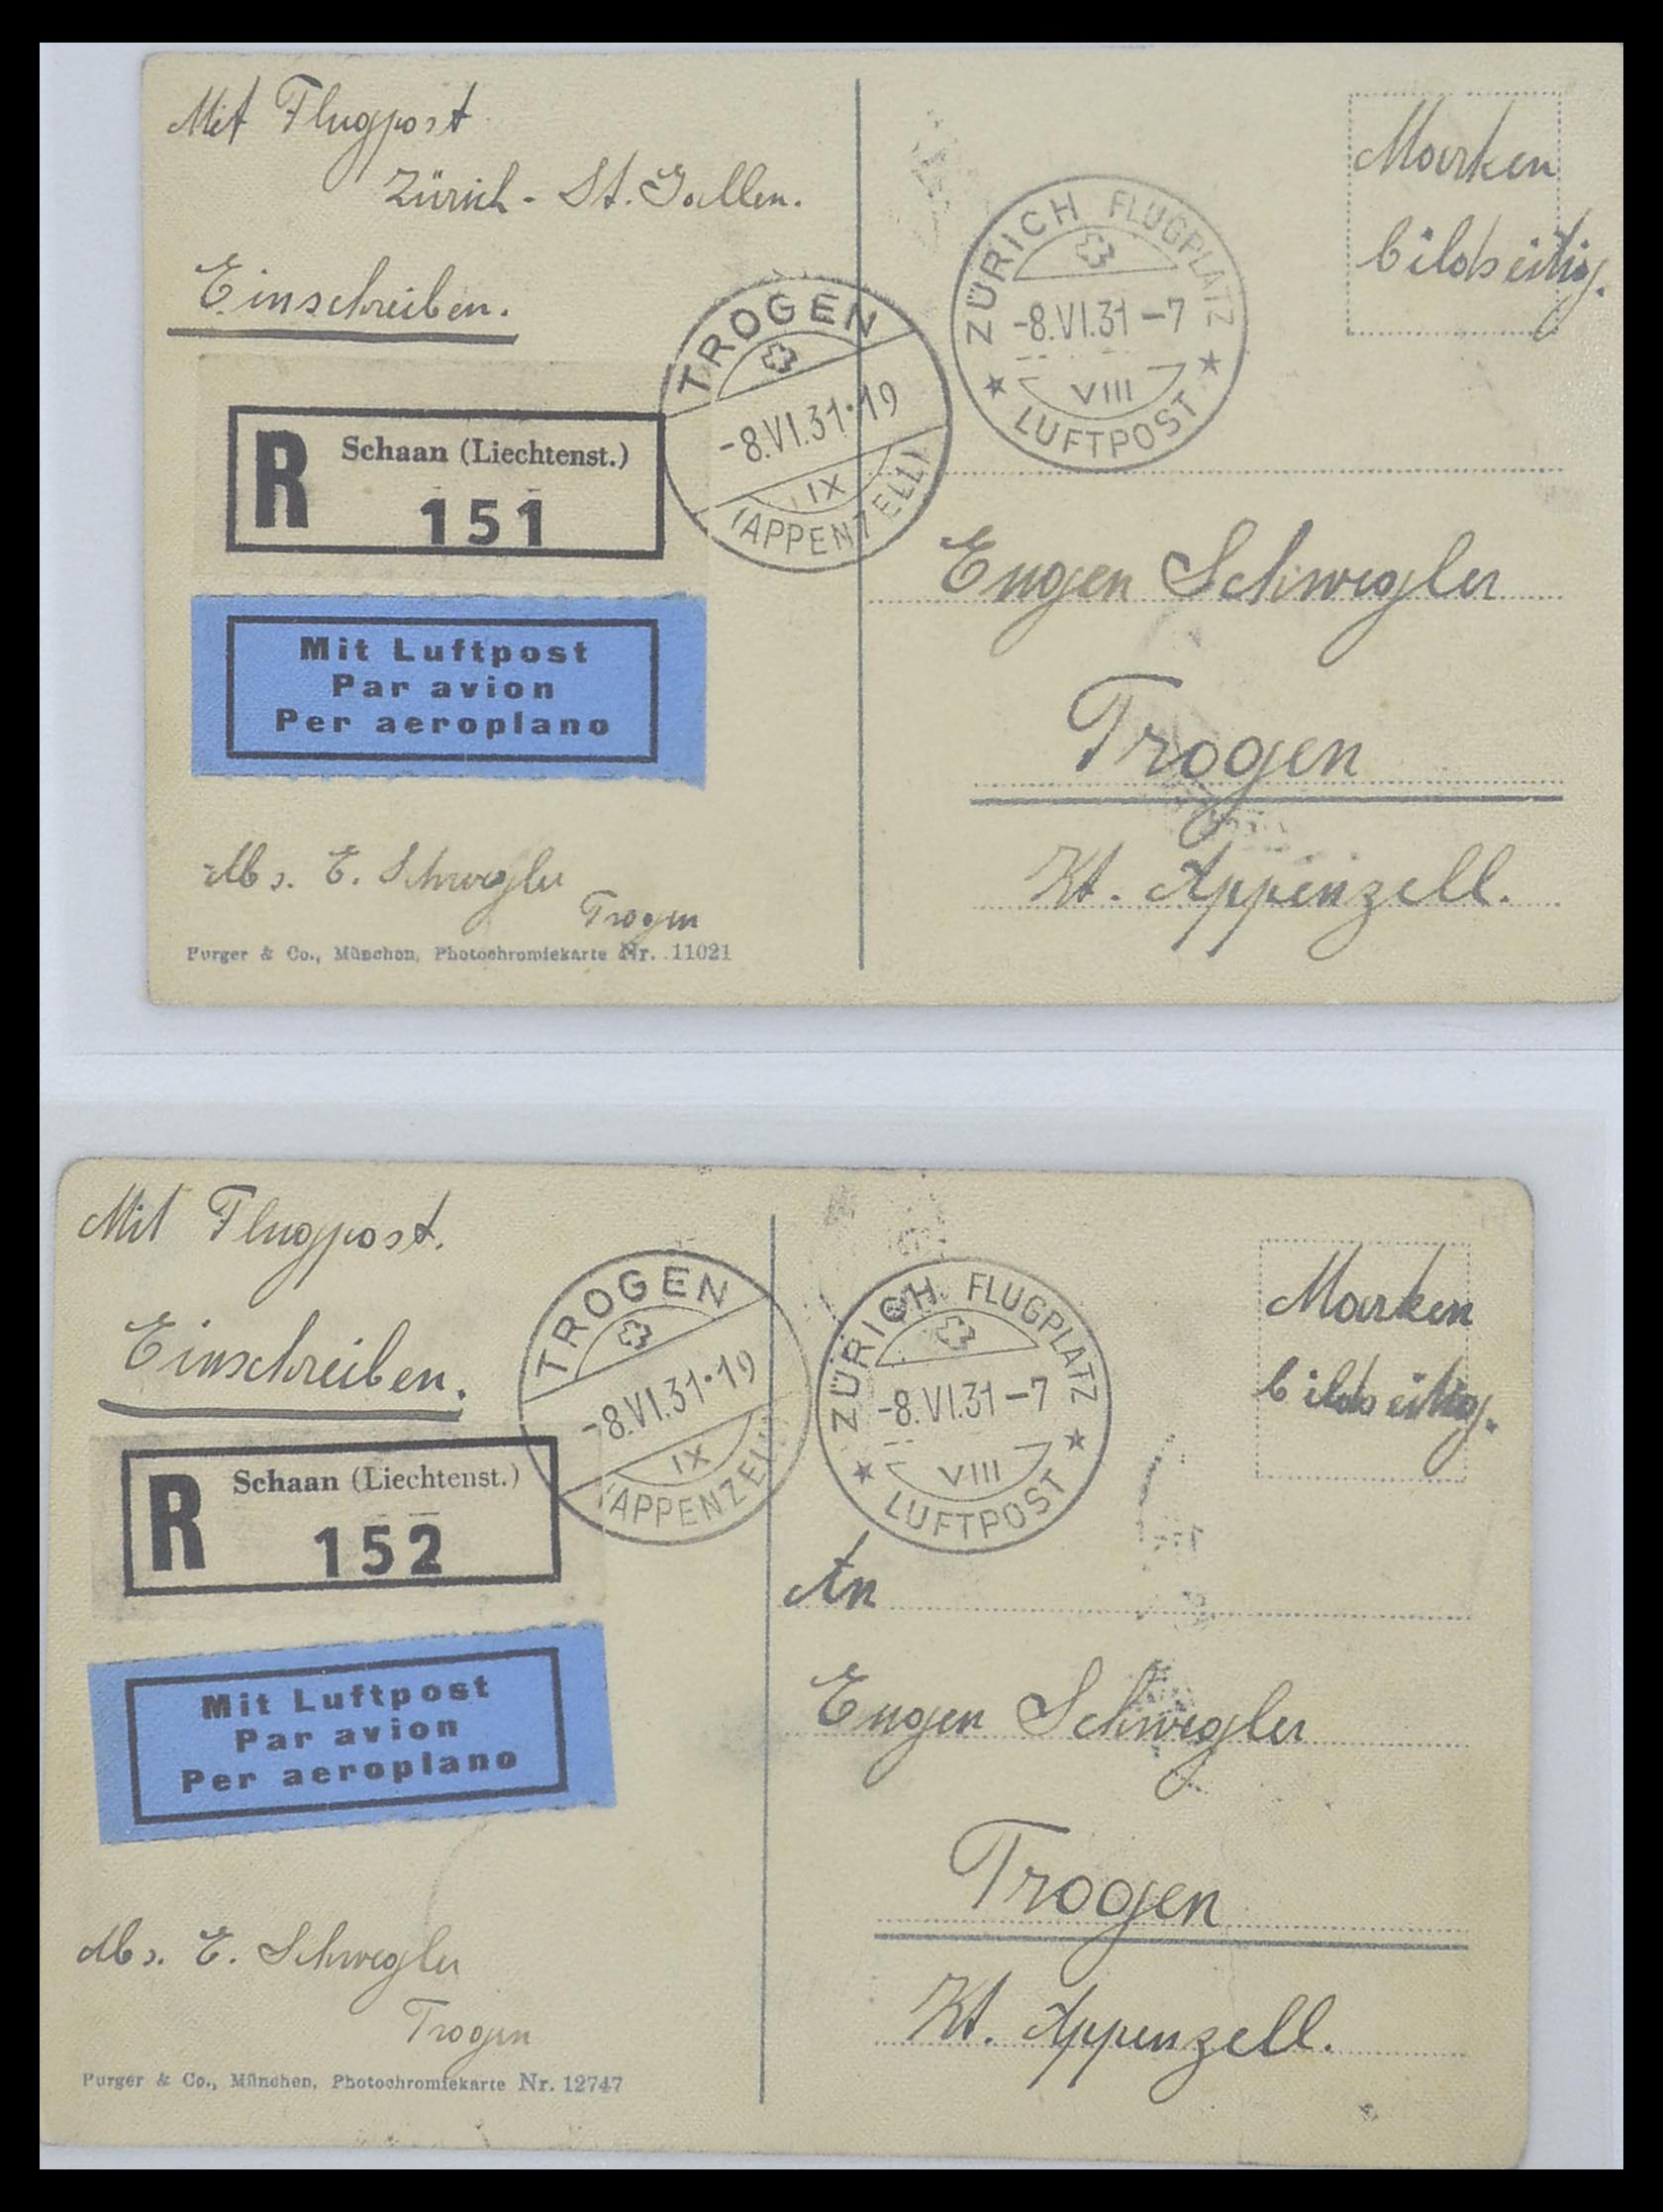 Mit Flugpost
Zürich - St. Gallen.
Einschreiben.
Marken
bildseitig.
ZÜRICH FLUGPLATZ
-8.VI.31-7
VIII
LUFTPOST
TROGEN
-8.VI.31·19
IX
(APPENZELL)
R Schaan (Liechtenst.)
151
Mit Luftpost
Par avion
Per aeroplano
Eugen Schwegler
Trogen
Kt. Appenzell.
Abs. E. Schwegler
Trogen
Purger & Co., München, Photochromiekarte Nr. 11021
Mit Flugpost.
Einschreiben.
Marken
bildseitig.
TROGEN
-8.VI.31·19
IX
(APPENZELL)
ZÜRICH FLUGPLATZ
-8.VI.31-7
VIII
LUFTPOST
R Schaan (Liechtenst.)
152
Mit Luftpost
Par avion
Per aeroplano
An
Eugen Schwegler
Trogen
Kt. Appenzell.
Abs. E. Schwegler
Trogen
Purger & Co., München, Photochromiekarte Nr. 12747